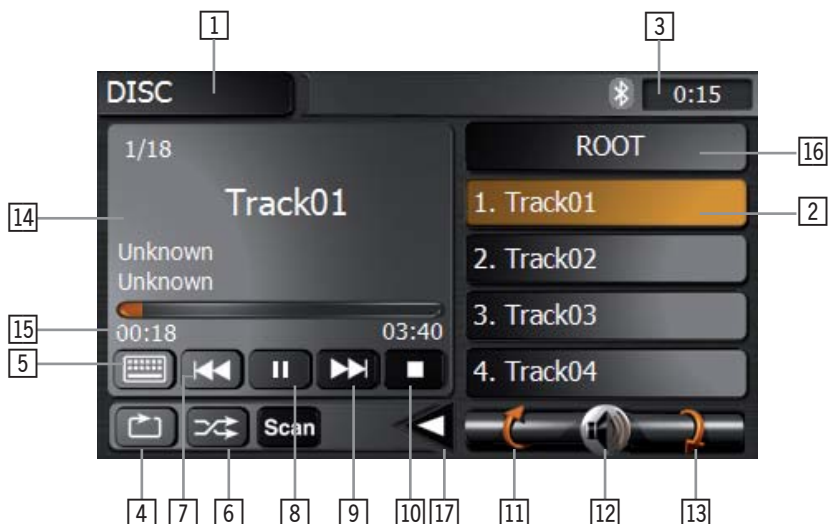 1
3
DISC
0:15
1/18
ROOT
16
Track01
1. Track01
2
14
Unknown
2. Track02
Unknown
3. Track03
15
00:18
03:40
5
4. Track04
Scan
4
7
6
8
9
10
17
11
12
13